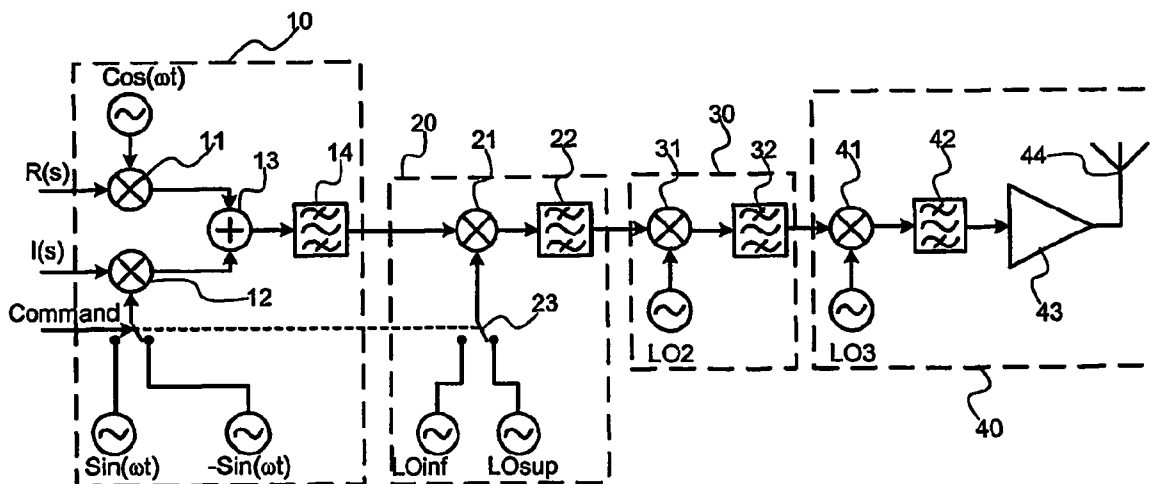 10
Cos(ωt)
11
R(s)
13
14
I(s)
12
Command
Sin(ωt)
-Sin(ωt)
20
21
22
23
LOinf
LOsup
30
31
32
LO2
41
42
44
43
LO3
40